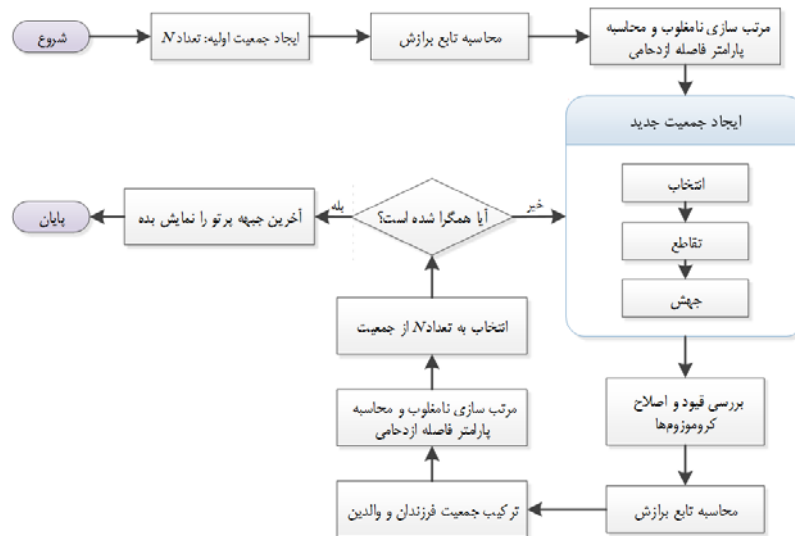 شروع
ایجاد جمعیت اولیه: تعداد N
محاسبه تابع برازش
مرتب سازی نامغلوب و محاسبه
پارامتر فاصله ازدحامی
ایجاد جمعیت جدید
انتخاب
تقاطع
جهش
بررسی قیود و اصلاح
کروموزوم‌ها
محاسبه تابع برازش
ترکیب جمعیت فرزندان و والدین
مرتب سازی نامغلوب و محاسبه
پارامتر فاصله ازدحامی
انتخاب به تعداد N از جمعیت
آیا همگرا شده است؟
خیر
بله
آخرین جبهه پرتو را نمایش بده
پایان